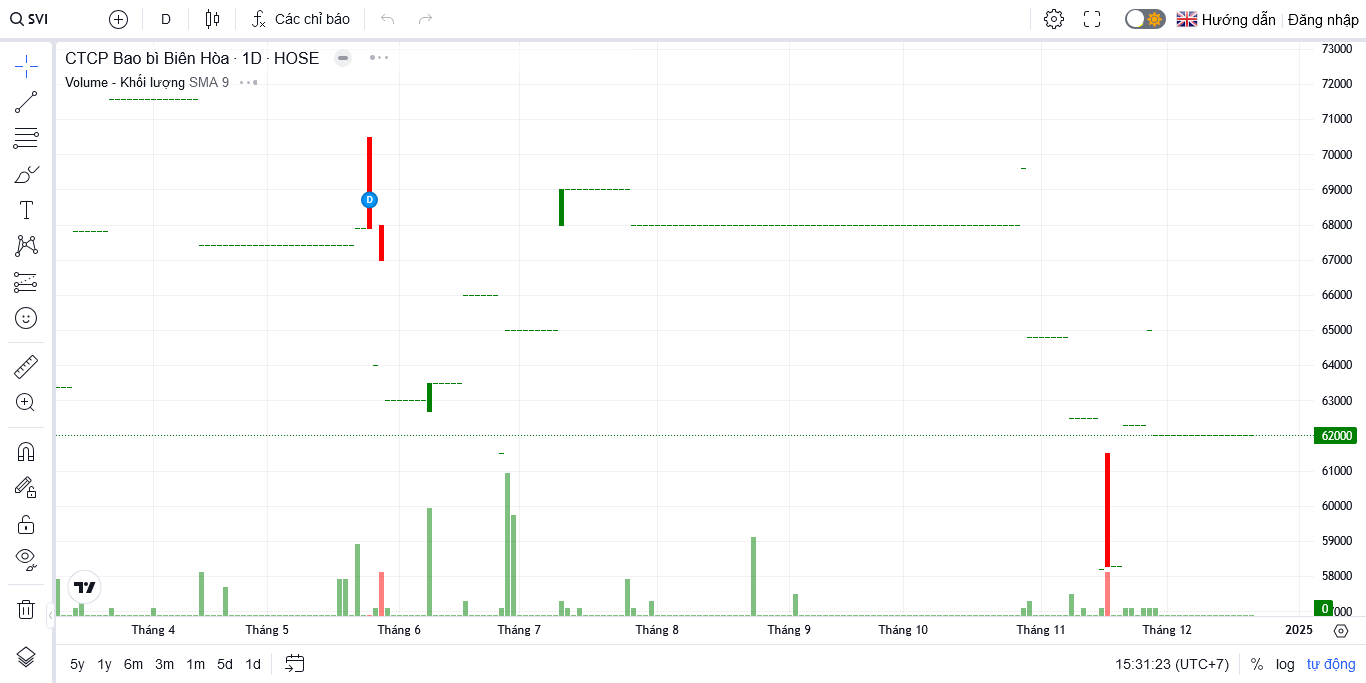 SVI D Các chỉ báo Hướng dẫn Đăng nhập
CTCP Bao bì Biên Hòa · 1D · HOSE
Volume - Khối lượng SMA 9
73000
72000
71000
70000
69000
68000
67000
66000
65000
64000
63000
62000
61000
60000
59000
58000
0
D
T
Tháng 4 Tháng 5 Tháng 6 Tháng 7 Tháng 8 Tháng 9 Tháng 10 Tháng 11 Tháng 12 2025
5y 1y 6m 3m 1m 5d 1d 15:31:23 (UTC+7) % log tự động